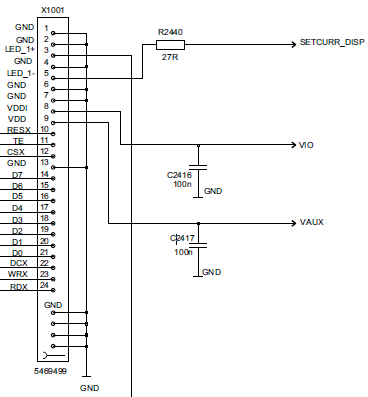 X1001
GND 1
GND 2
LED_1+ 3
GND 4
LED_1- 5
GND 6
GND 7
VDDI 8
VDD 9
RESX 10
TE 11
CSX 12
GND 13
D7 14
D6 15
D5 16
D4 17
D3 18
D2 19
D1 20
D0 21
DCX 22
WRX 23
RDX 24
GND
5469499
GND
R2440
27R
SETCURR_DISP
VIO
C2416
100n
GND
VAUX
C2417
100n
GND